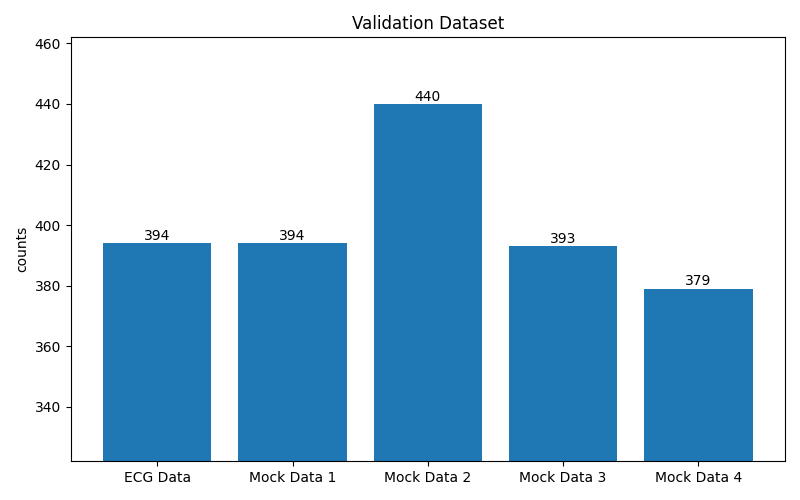 Validation Dataset
counts
460
440
420
400
380
360
340
394
394
440
393
379
ECG Data
Mock Data 1
Mock Data 2
Mock Data 3
Mock Data 4